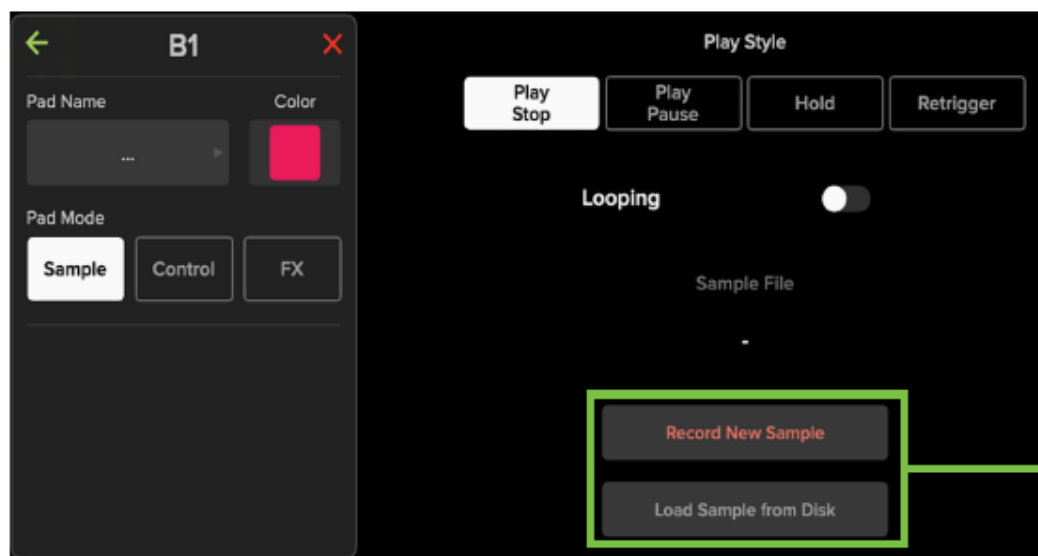 B1
Pad Name
Color
...
Pad Mode
Sample
Control
FX
Play Style
Play
Stop
Play
Pause
Hold
Retrigger
Looping
Sample File
-
Record New Sample
Load Sample from Disk